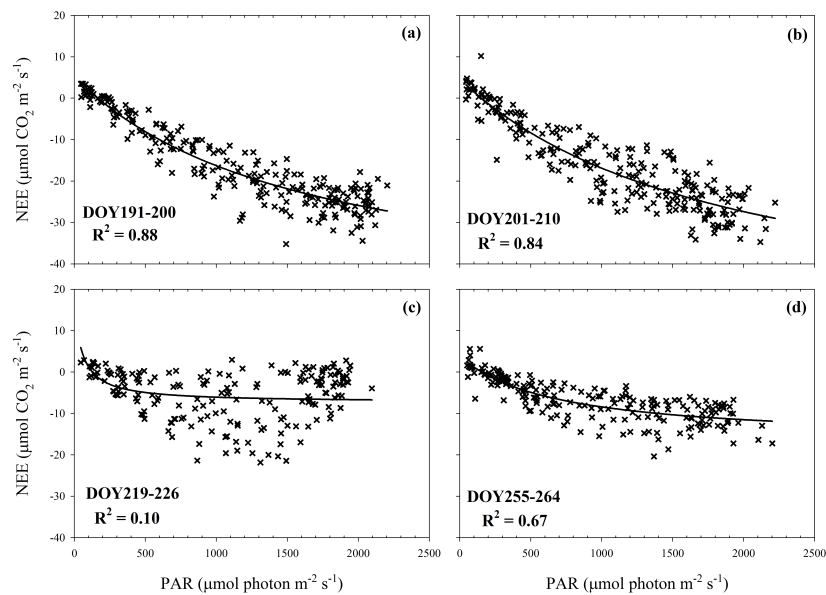 (a)
(b)
20
10
0
-10
-20
-30
-40
NEE (μmol CO2 m-2 s-1)
DOY191-200
R2 = 0.88
DOY201-210
R2 = 0.84
(c)
(d)
20
10
0
-10
-20
-30
-40
NEE (μmol CO2 m-2 s-1)
DOY219-226
R2 = 0.10
DOY255-264
R2 = 0.67
0 500 1000 1500 2000 2500
0 500 1000 1500 2000 2500
PAR (μmol photon m-2 s-1)
PAR (μmol photon m-2 s-1)